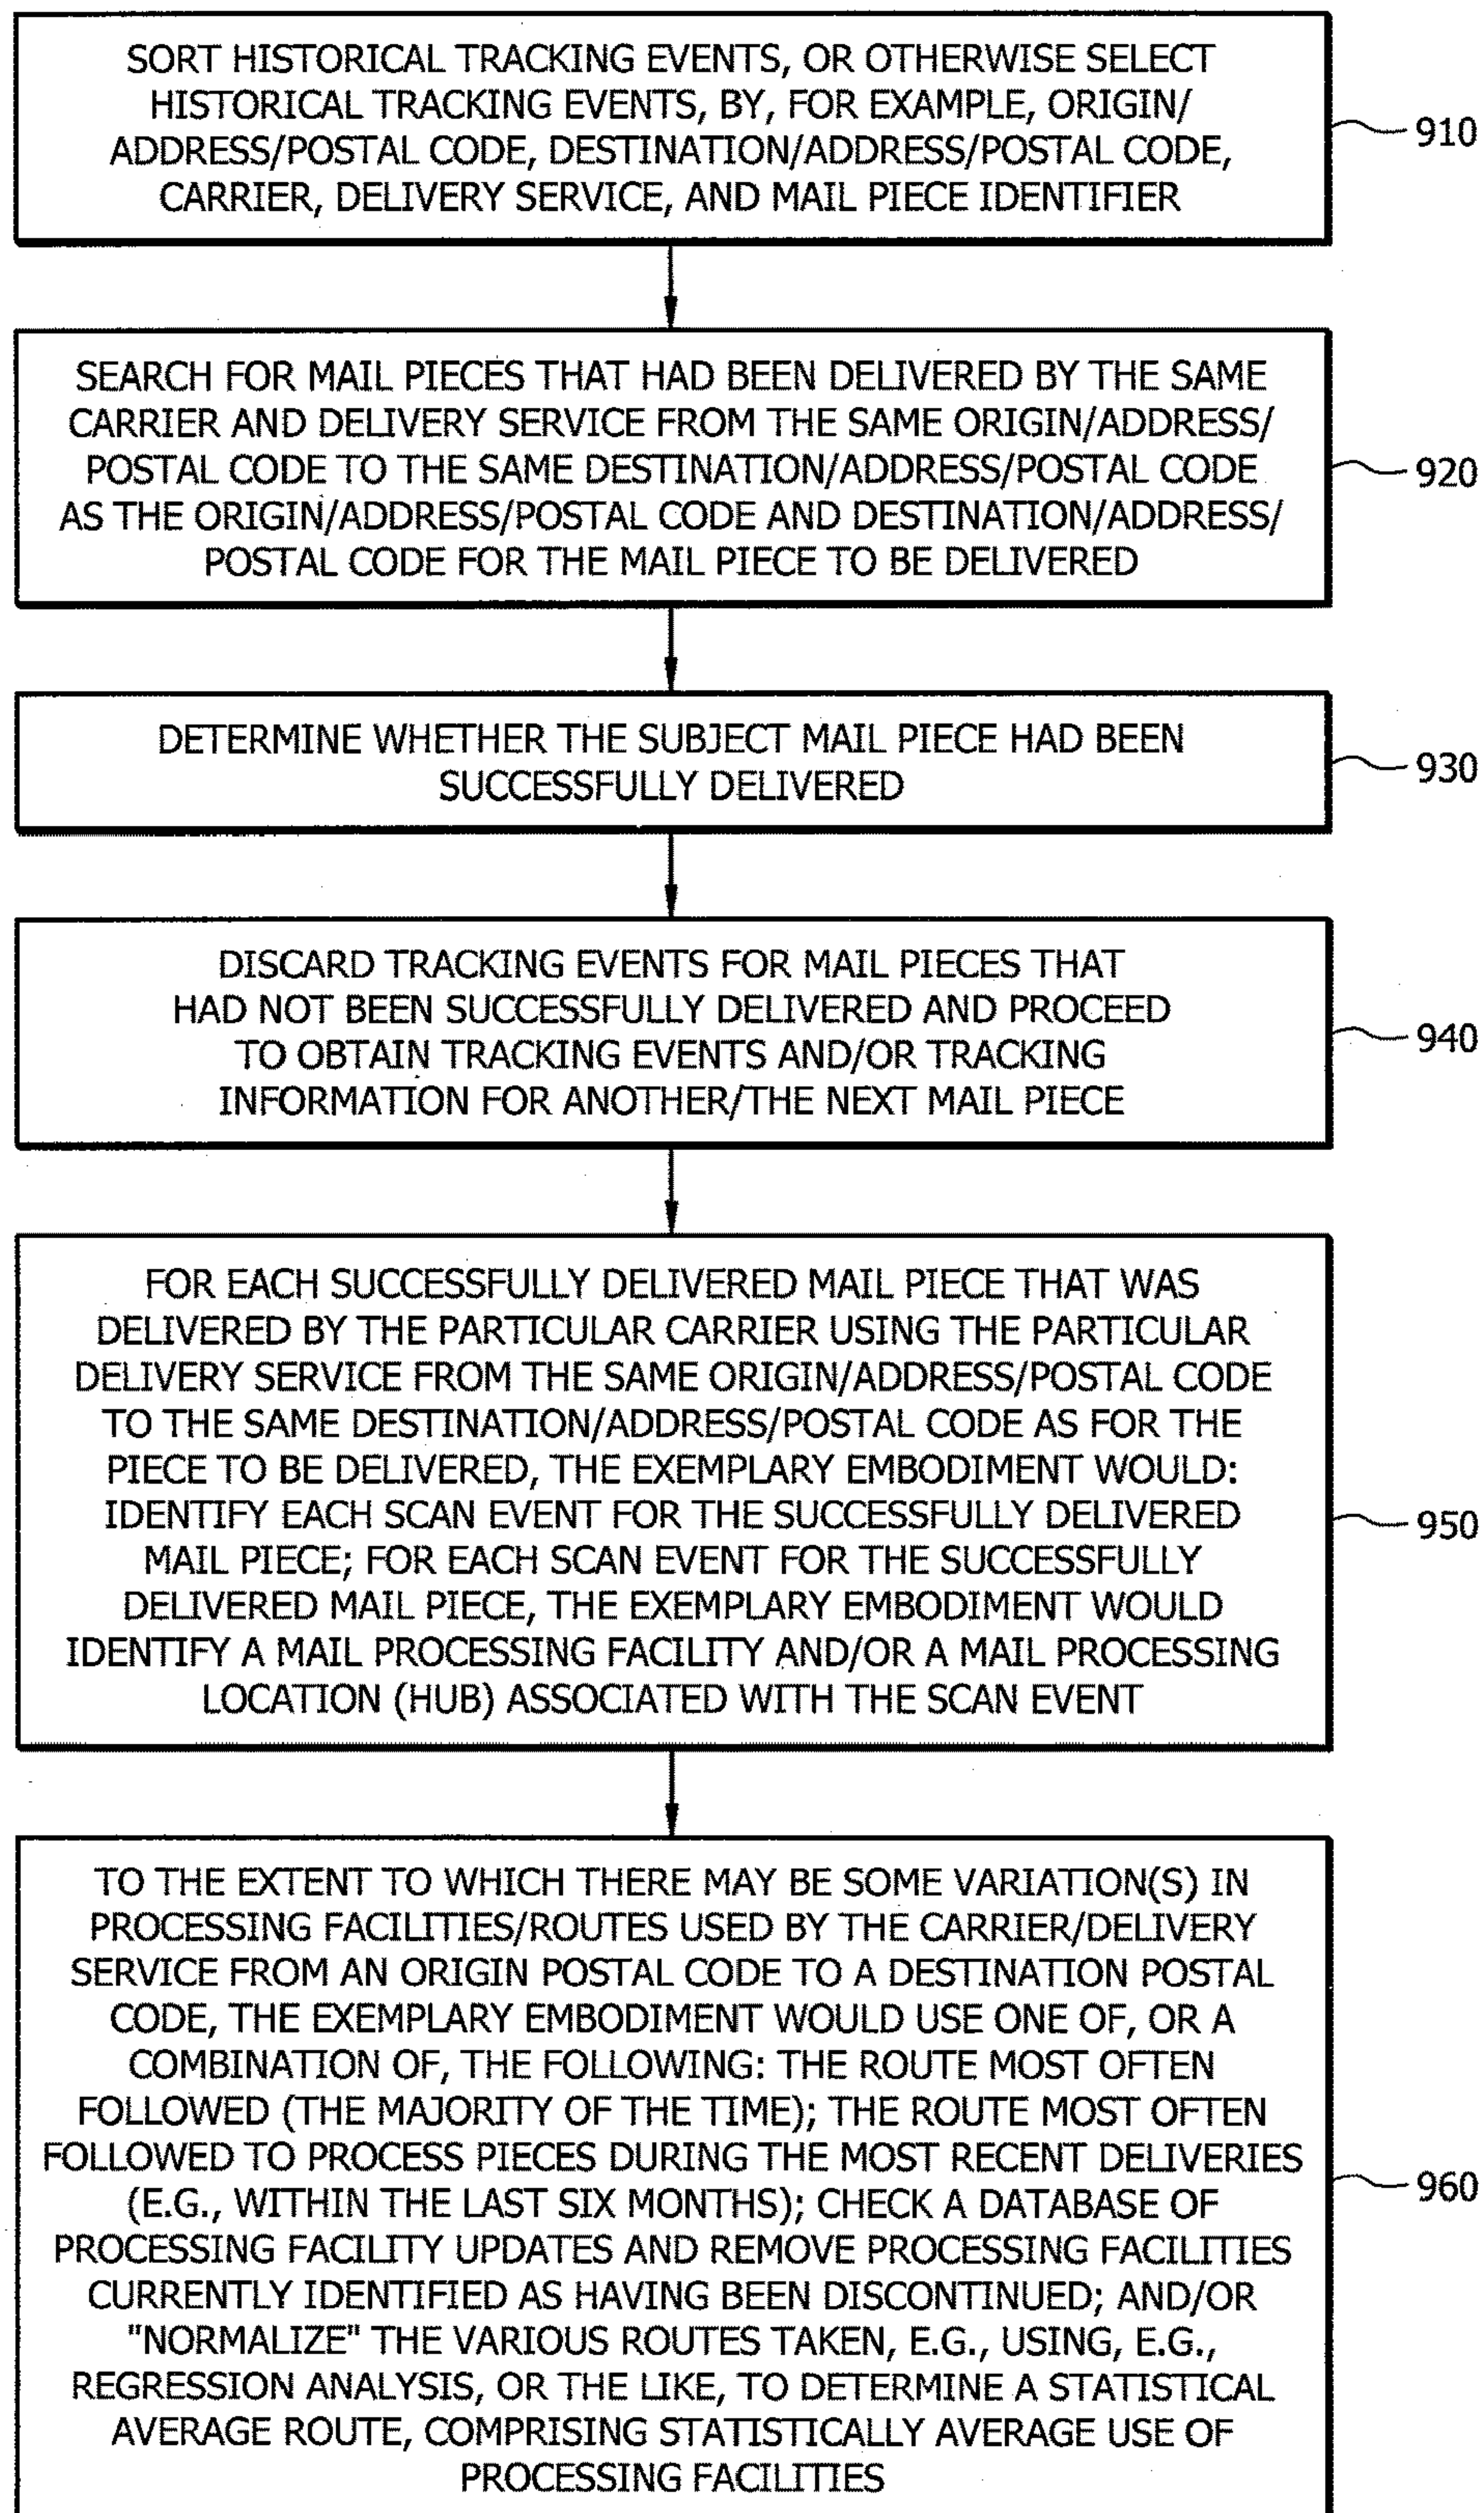 SORT HISTORICAL TRACKING EVENTS, OR OTHERWISE SELECT
HISTORICAL TRACKING EVENTS, BY, FOR EXAMPLE, ORIGIN/
ADDRESS/POSTAL CODE, DESTINATION/ADDRESS/POSTAL CODE,
CARRIER, DELIVERY SERVICE, AND MAIL PIECE IDENTIFIER
910
SEARCH FOR MAIL PIECES THAT HAD BEEN DELIVERED BY THE SAME
CARRIER AND DELIVERY SERVICE FROM THE SAME ORIGIN/ADDRESS/
POSTAL CODE TO THE SAME DESTINATION/ADDRESS/POSTAL CODE
AS THE ORIGIN/ADDRESS/POSTAL CODE AND DESTINATION/ADDRESS/
POSTAL CODE FOR THE MAIL PIECE TO BE DELIVERED
920
DETERMINE WHETHER THE SUBJECT MAIL PIECE HAD BEEN
SUCCESSFULLY DELIVERED
930
DISCARD TRACKING EVENTS FOR MAIL PIECES THAT
HAD NOT BEEN SUCCESSFULLY DELIVERED AND PROCEED
TO OBTAIN TRACKING EVENTS AND/OR TRACKING
INFORMATION FOR ANOTHER/THE NEXT MAIL PIECE
940
FOR EACH SUCCESSFULLY DELIVERED MAIL PIECE THAT WAS
DELIVERED BY THE PARTICULAR CARRIER USING THE PARTICULAR
DELIVERY SERVICE FROM THE SAME ORIGIN/ADDRESS/POSTAL CODE
TO THE SAME DESTINATION/ADDRESS/POSTAL CODE AS FOR THE
PIECE TO BE DELIVERED, THE EXEMPLARY EMBODIMENT WOULD:
IDENTIFY EACH SCAN EVENT FOR THE SUCCESSFULLY DELIVERED
MAIL PIECE; FOR EACH SCAN EVENT FOR THE SUCCESSFULLY
DELIVERED MAIL PIECE, THE EXEMPLARY EMBODIMENT WOULD
IDENTIFY A MAIL PROCESSING FACILITY AND/OR A MAIL PROCESSING
LOCATION (HUB) ASSOCIATED WITH THE SCAN EVENT
950
TO THE EXTENT TO WHICH THERE MAY BE SOME VARIATION(S) IN
PROCESSING FACILITIES/ROUTES USED BY THE CARRIER/DELIVERY
SERVICE FROM AN ORIGIN POSTAL CODE TO A DESTINATION POSTAL
CODE, THE EXEMPLARY EMBODIMENT WOULD USE ONE OF, OR A
COMBINATION OF, THE FOLLOWING: THE ROUTE MOST OFTEN
FOLLOWED (THE MAJORITY OF THE TIME); THE ROUTE MOST OFTEN
FOLLOWED TO PROCESS PIECES DURING THE MOST RECENT DELIVERIES
(E.G., WITHIN THE LAST SIX MONTHS); CHECK A DATABASE OF
PROCESSING FACILITY UPDATES AND REMOVE PROCESSING FACILITIES
CURRENTLY IDENTIFIED AS HAVING BEEN DISCONTINUED; AND/OR
"NORMALIZE" THE VARIOUS ROUTES TAKEN, E.G., USING, E.G.,
REGRESSION ANALYSIS, OR THE LIKE, TO DETERMINE A STATISTICAL
AVERAGE ROUTE, COMPRISING STATISTICALLY AVERAGE USE OF
PROCESSING FACILITIES
960